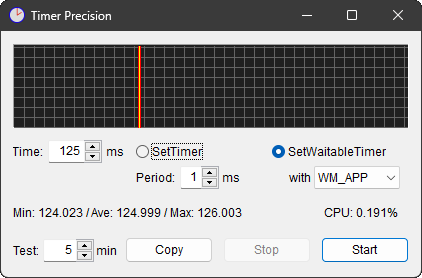 Timer Precision
Time: 125 ms SetTimer SetWaitableTimer
Period: 1 ms with WM_APP
Min: 124.023 / Ave: 124.999 / Max: 126.003 CPU: 0.191%
Test: 5 min Copy Stop Start